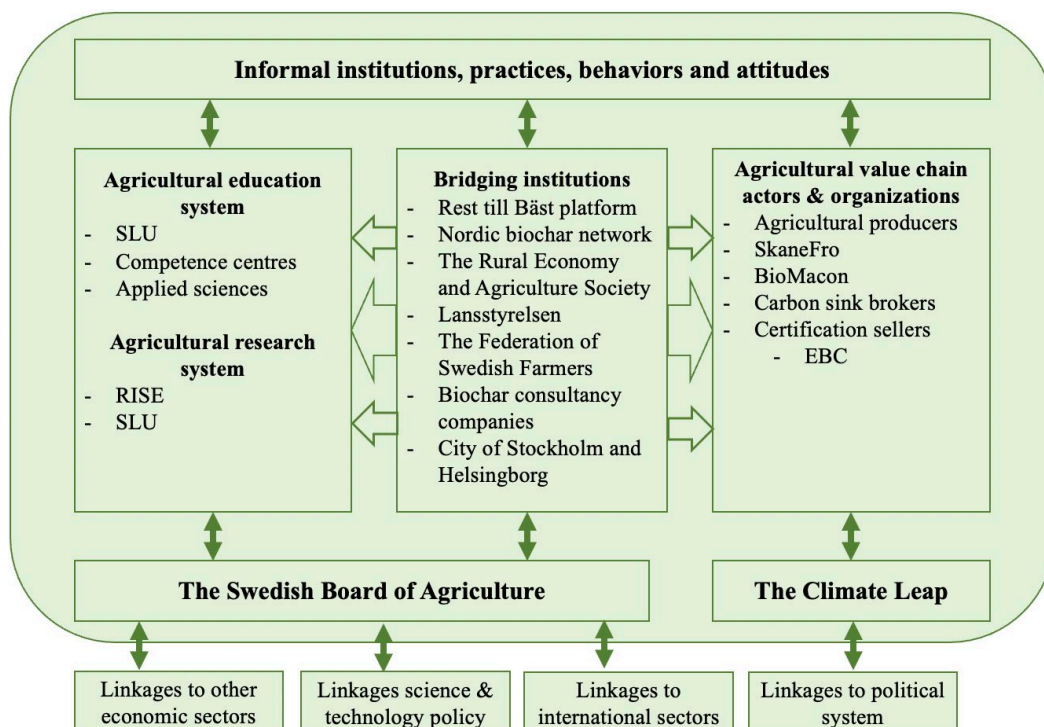 Informal institutions, practices, behaviors and attitudes
Agricultural education
system
- SLU
- Competence centres
- Applied sciences
Agricultural research
system
- RISE
- SLU
Bridging institutions
- Rest till Bäst platform
- Nordic biochar network
- The Rural Economy
and Agriculture Society
- Lansstyrelsen
- The Federation of
Swedish Farmers
- Biochar consultancy
companies
- City of Stockholm and
Helsingborg
Agricultural value chain
actors & organizations
- Agricultural producers
- SkaneFro
- BioMacon
- Carbon sink brokers
- Certification sellers
- EBC
The Swedish Board of Agriculture
The Climate Leap
Linkages to other
economic sectors
Linkages science &
technology policy
Linkages to
international sectors
Linkages to political
system